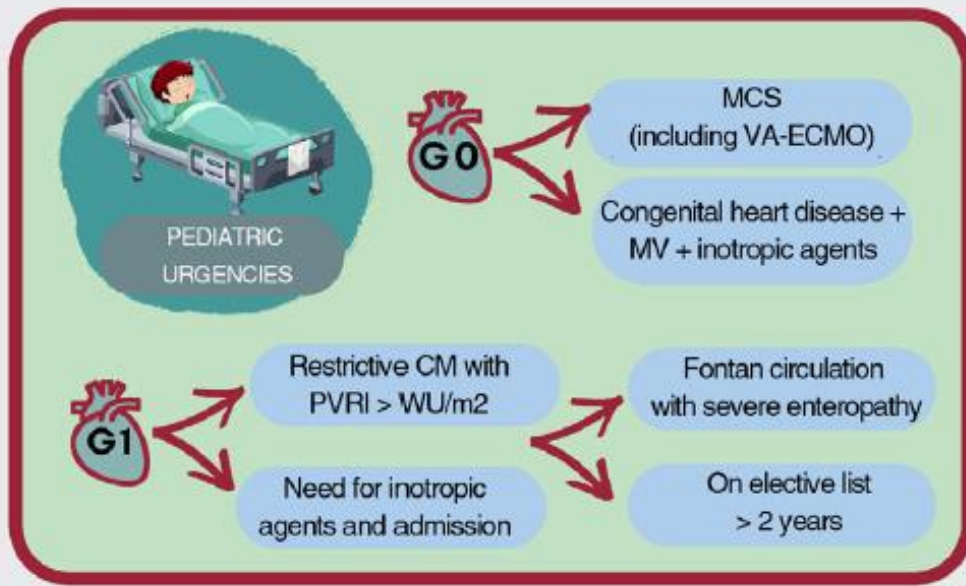 PEDIATRIC
URGENCIES
G0
MCS
(including VA-ECMO)
Congenital heart disease +
MV + inotropic agents
G1
Restrictive CM with
PVRI > WU/m2
Need for inotropic
agents and admission
Fontan circulation
with severe enteropathy
On elective list
> 2 years